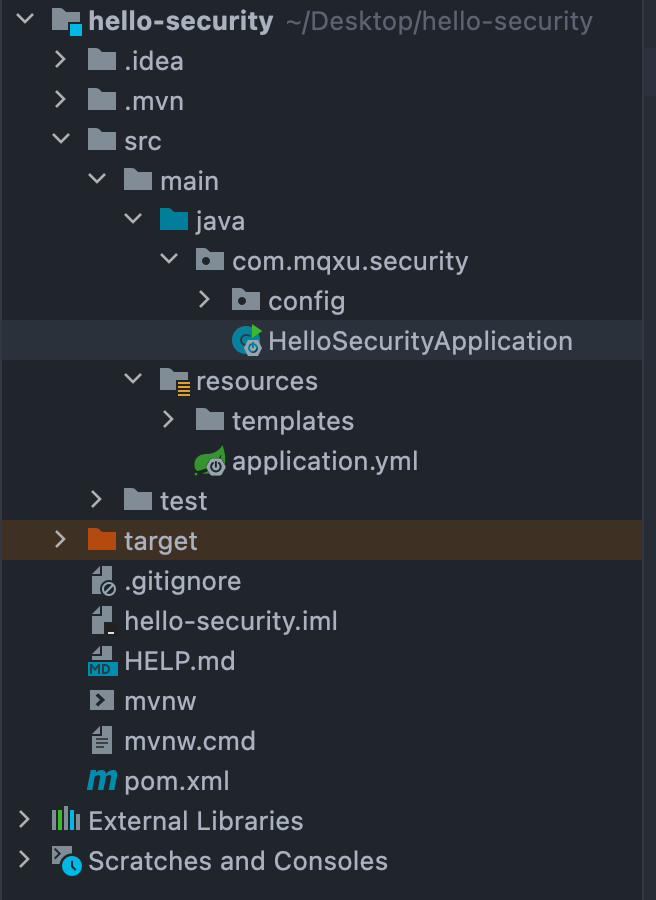 hello-security ~/Desktop/hello-security
.idea
.mvn
src
main
java
com.mqxu.security
config
HelloSecurityApplication
resources
templates
application.yml
test
target
.gitignore
hello-security.iml
MD HELP.md
mvnw
mvnw.cmd
m pom.xml
External Libraries
Scratches and Consoles